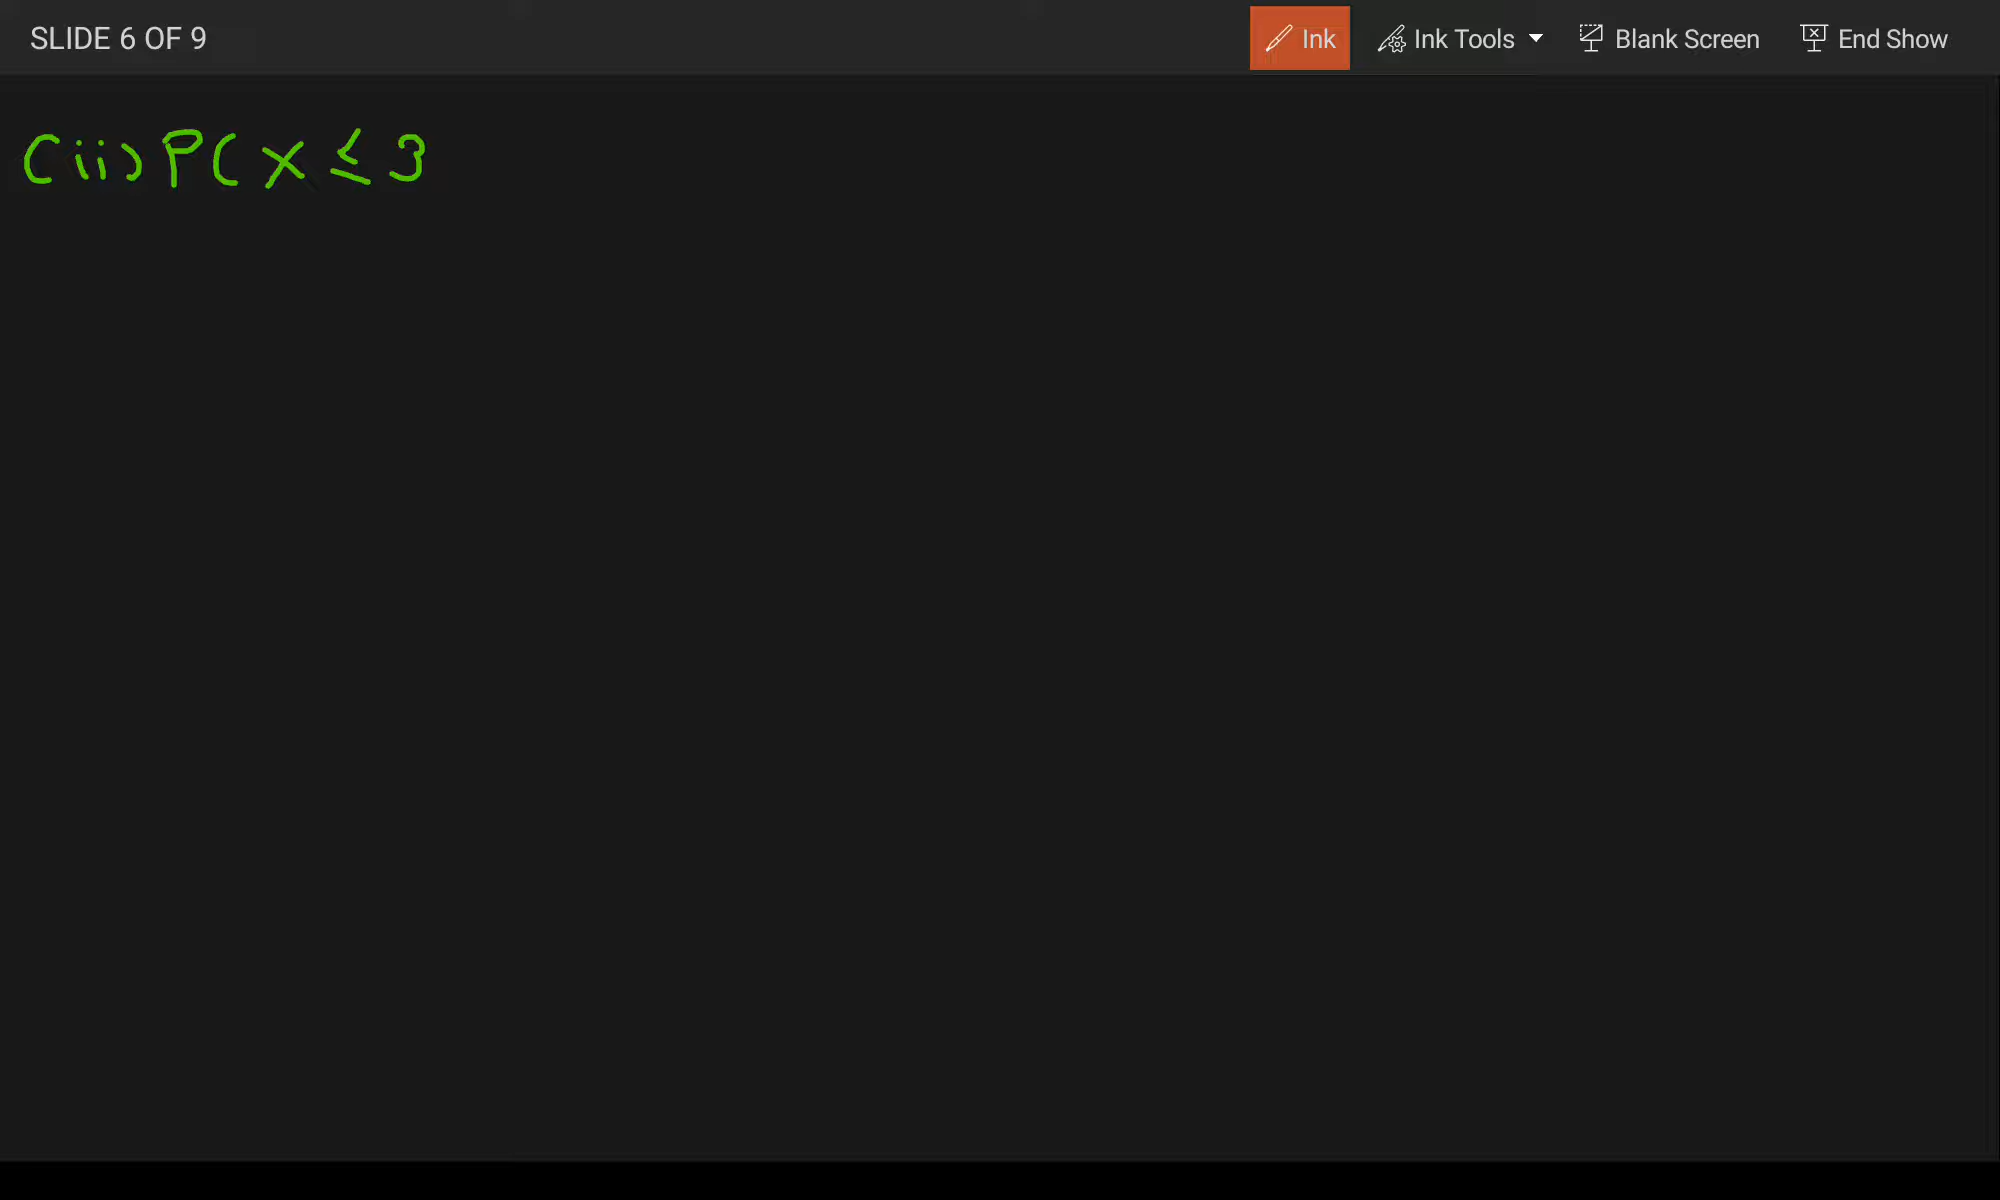 SLIDE 6 OF 9 Ink Ink Tools Blank Screen End Show
(ii) P( X ≤ 3